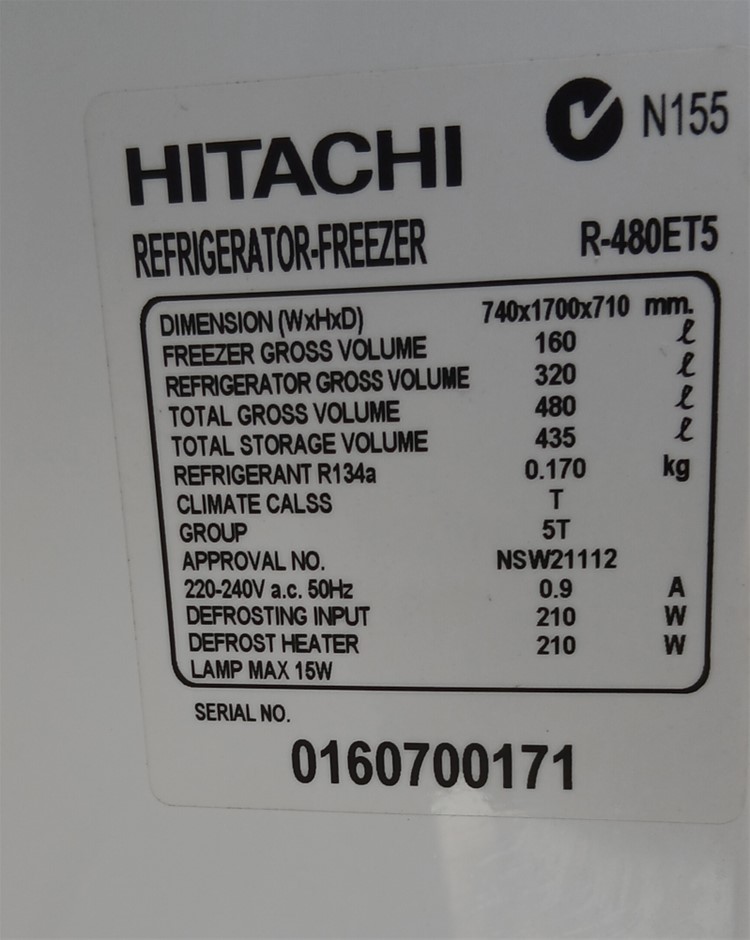 N155
HITACHI
REFRIGERATOR-FREEZER R-480ET5
DIMENSION (WxHxD) 740x1700x710 mm.
FREEZER GROSS VOLUME 160 ℓ
REFRIGERATOR GROSS VOLUME 320 ℓ
TOTAL GROSS VOLUME 480 ℓ
TOTAL STORAGE VOLUME 435 ℓ
REFRIGERANT R134a 0.170 kg
CLIMATE CALSS T
GROUP 5T
APPROVAL NO. NSW21112
220-240V a.c. 50Hz 0.9 A
DEFROSTING INPUT 210 W
DEFROST HEATER 210 W
LAMP MAX 15W
SERIAL NO.
0160700171